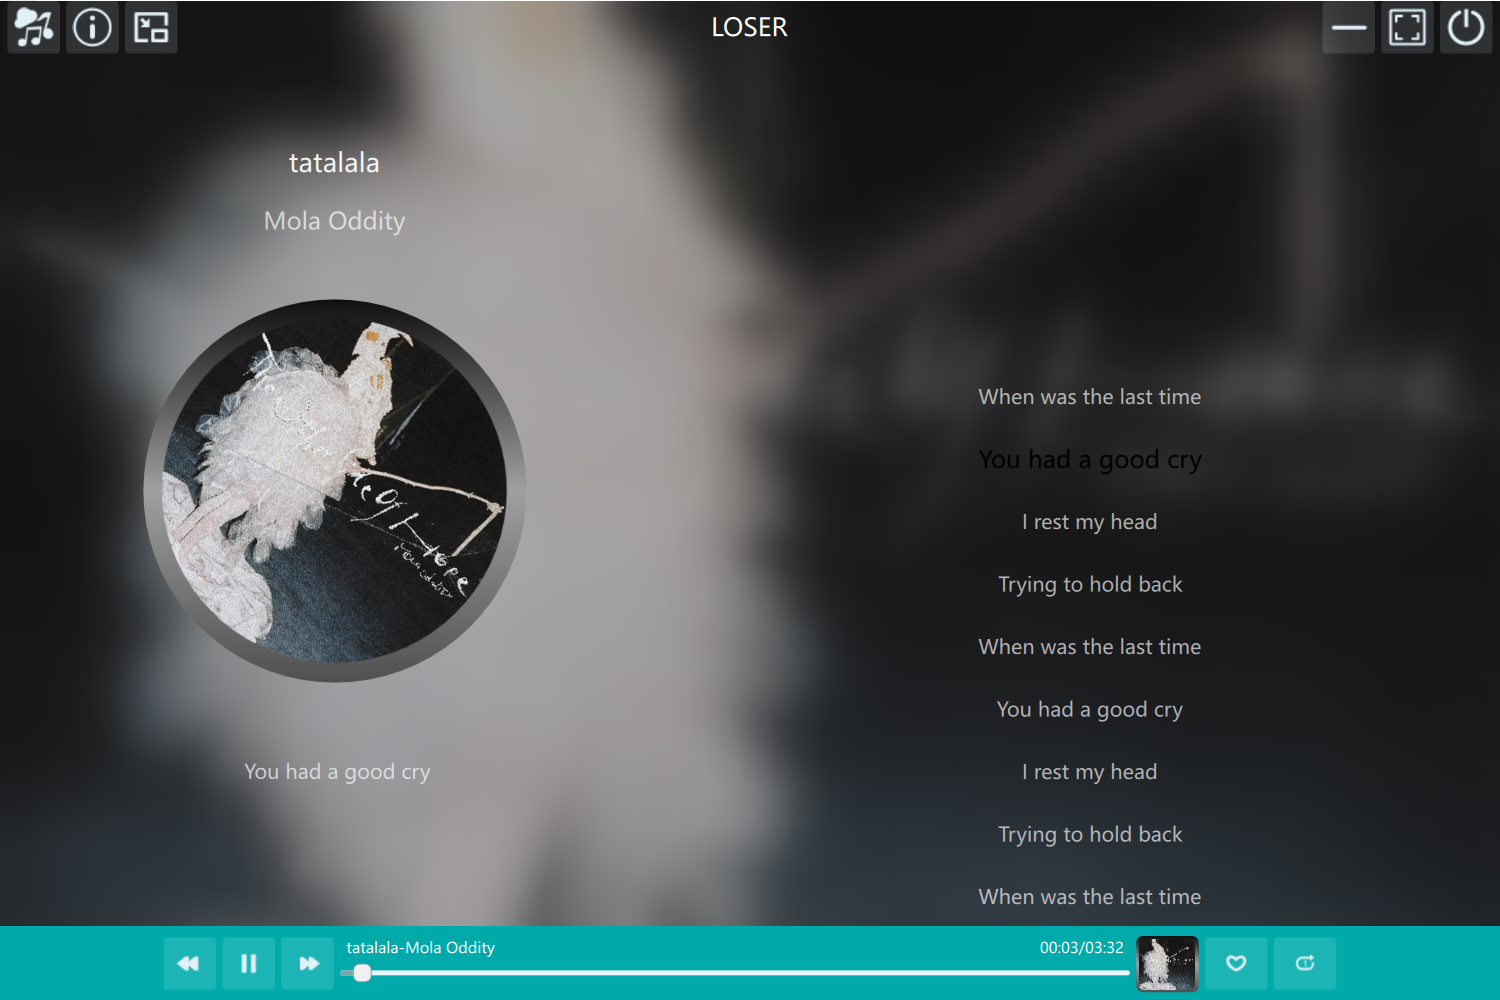 LOSER
tatalala
Mola Oddity
You had a good cry
When was the last time
You had a good cry
I rest my head
Trying to hold back
When was the last time
You had a good cry
I rest my head
Trying to hold back
When was the last time
tatalala-Mola Oddity
00:03/03:32